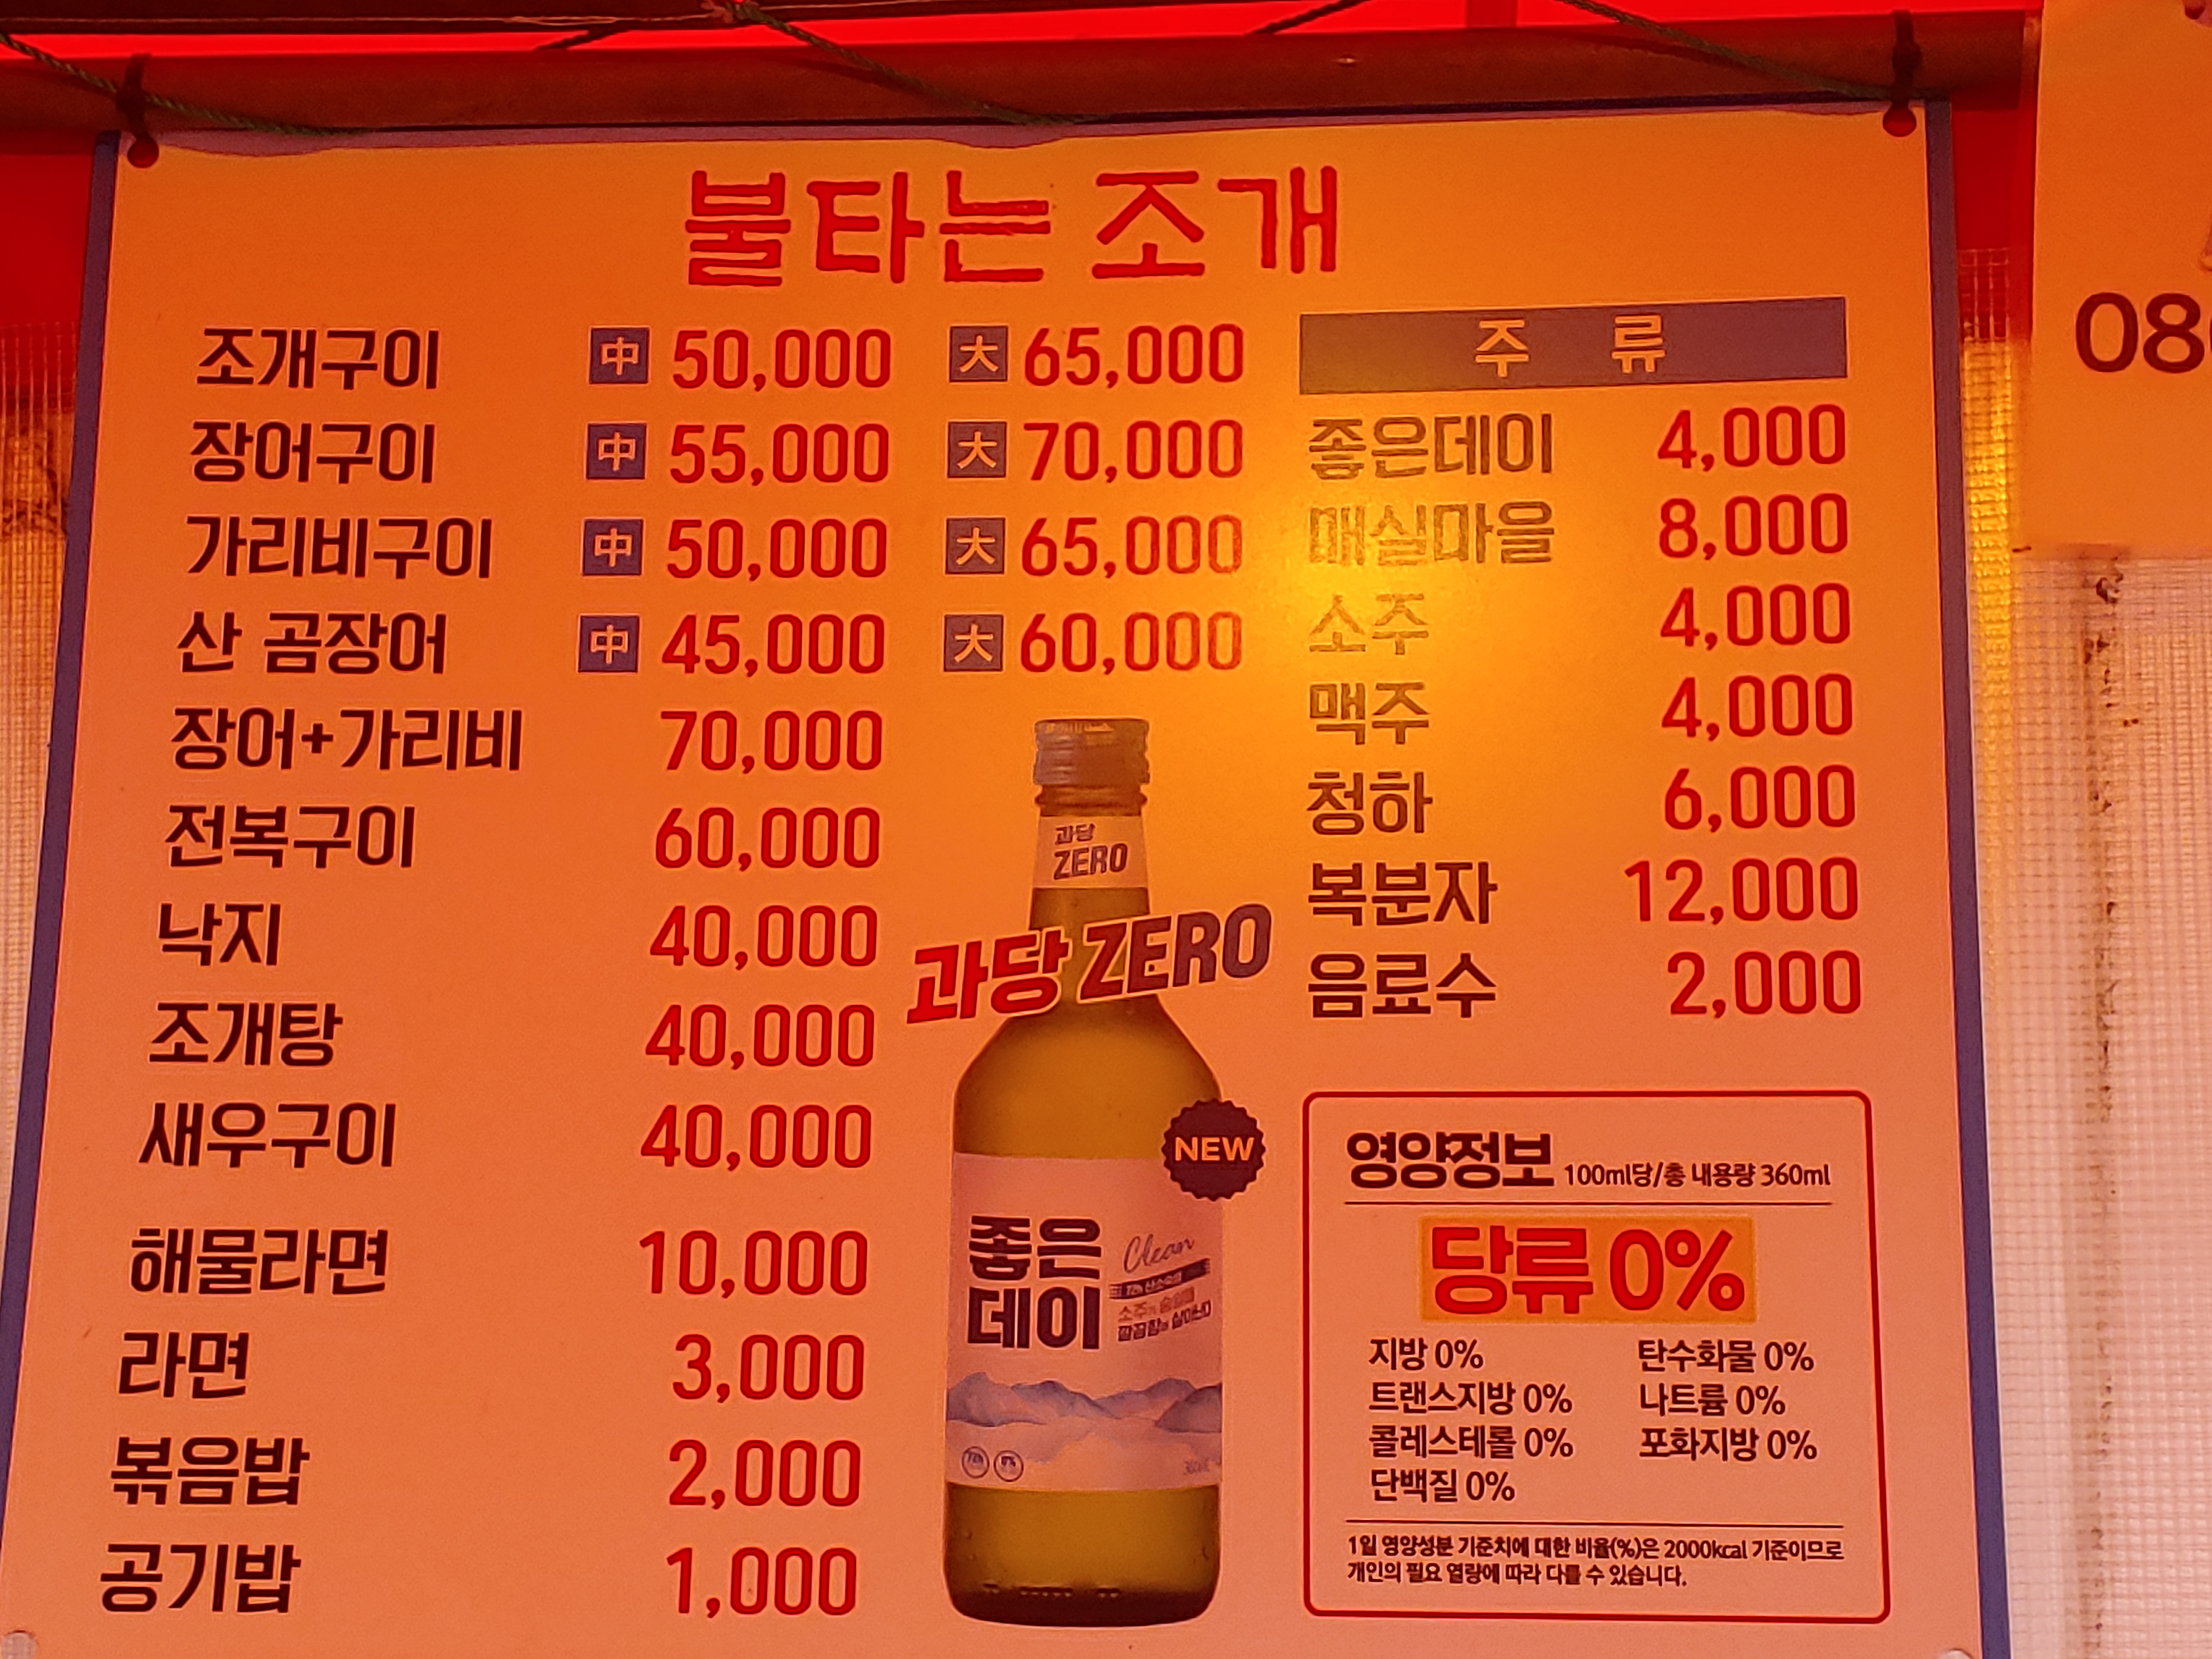 불타는 조개
조개구이 中 50,000 大 65,000
장어구이 中 55,000 大 70,000
가리비구이 中 50,000 大 65,000
산 곰장어 中 45,000 大 60,000
장어+가리비 70,000
전복구이 60,000
낙지 40,000
조개탕 40,000
새우구이 40,000
해물라면 10,000
라면 3,000
볶음밥 2,000
공기밥 1,000
주 류
좋은데이 4,000
매실마을 8,000
소주 4,000
맥주 4,000
청하 6,000
복분자 12,000
음료수 2,000
과당
ZERO
과당 ZERO
NEW
좋은
데이
Clean
영양정보 100ml당/총 내용량 360ml
당류 0%
지방 0% 탄수화물 0%
트랜스지방 0% 나트륨 0%
콜레스테롤 0% 포화지방 0%
단백질 0%
1일 영양성분 기준치에 대한 비율(%)은 2000kcal 기준이므로
개인의 필요 열량에 따라 다를 수 있습니다.
08